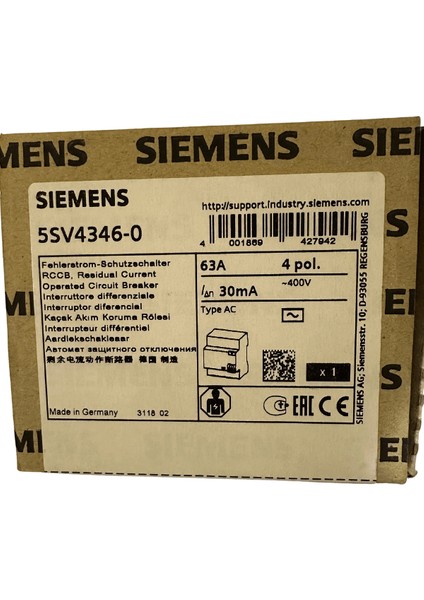 MENS SIEMENS SIEM
SIEMENS
5SV4346-0
http://support.industry.siemens.com
4 001869 427942
Fehlerstrom-Schutzschalter
RCCB, Residual Current
Operated Circuit Breaker
Interruttore differenziale
Interruptor diferencial
Kaçak Akım Koruma Rölesi
Interrupteur différentiel
Aardlekschakelaar
Автомат защитного отключения
剩余电流动作断路器 德国 制造
63A 4 pol.
I∆n 30mA ~400V
Type AC
x 1
EAC CE
Made in Germany 3118 02
SIEMENS AG; Siemensstr. 10; D-93055 REGENSBURG